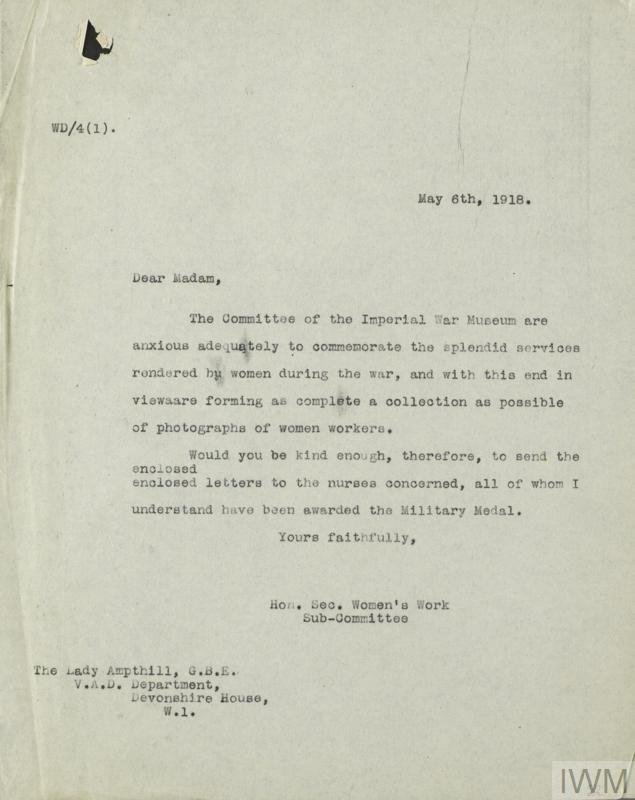 WD/4(1).
May 6th, 1918.
Dear Madam,
The Committee of the Imperial War Museum are
anxious adequately to commemorate the splendid services
rendered by women during the war, and with this end in
viewaare forming as complete a collection as possible
of photographs of women workers.
Would you be kind enough, therefore, to send the
enclosed
enclosed letters to the nurses concerned, all of whom I
understand have been awarded the Military Medal.
Yours faithfully,
Hon. Sec. Women's Work
Sub-Committee
The Lady Ampthill, G.B.E.
V.A.D. Department,
Devonshire House,
W.1.
IWM